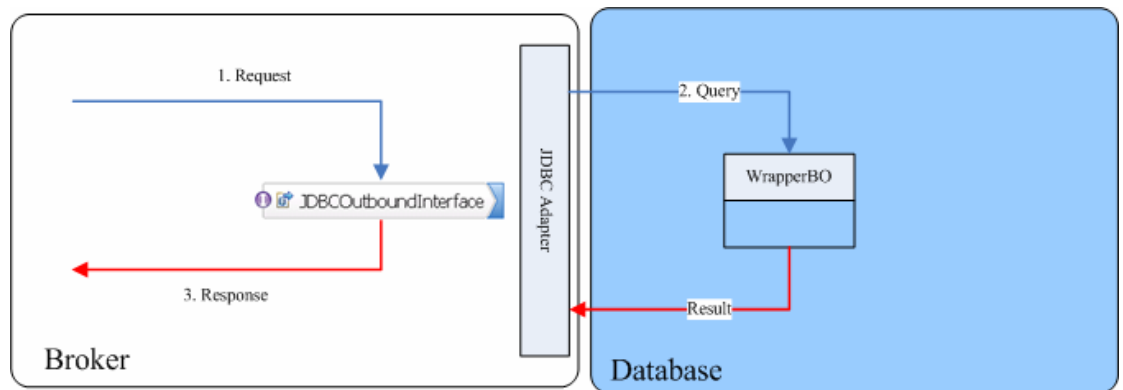 1. Request
JDBCOutboundInterface
3. Response
Broker
JDBC Adapter
2. Query
WrapperBO
Result
Database